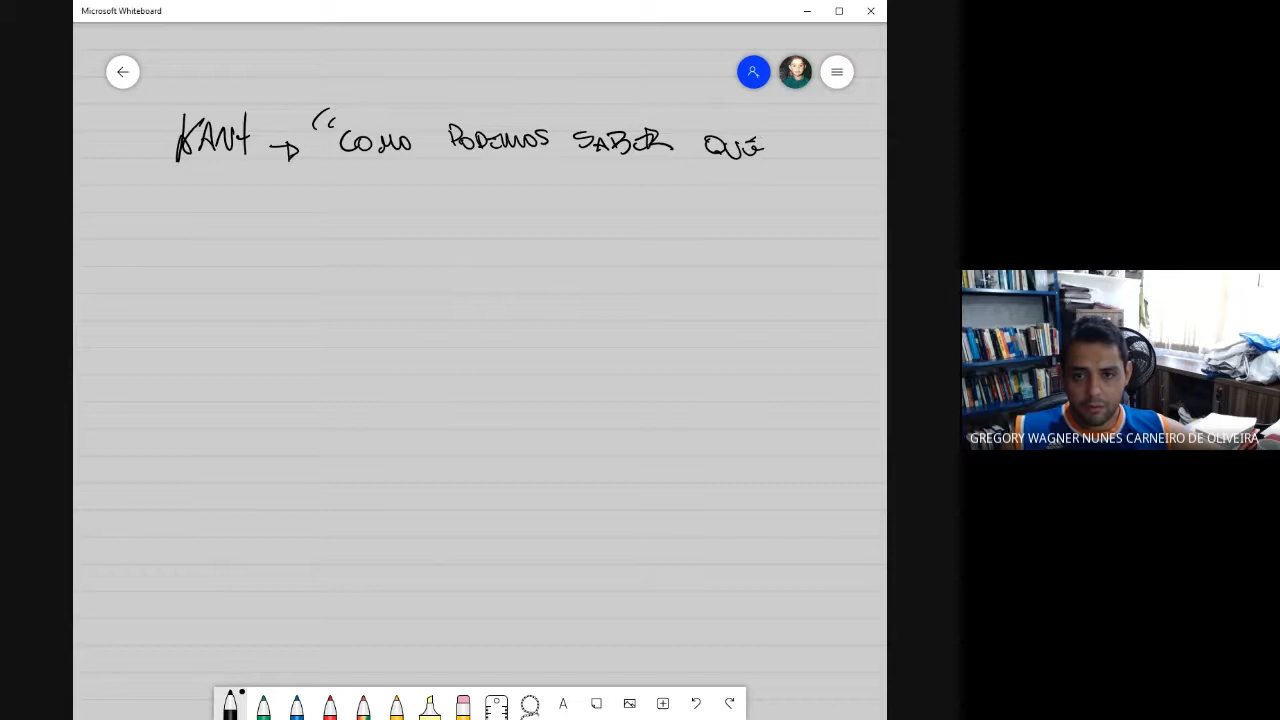 Microsoft Whiteboard
KANT → “COMO PODEMOS SABER QUE
GREGORY WAGNER NUNES CARNEIRO DE OLIVEIRA